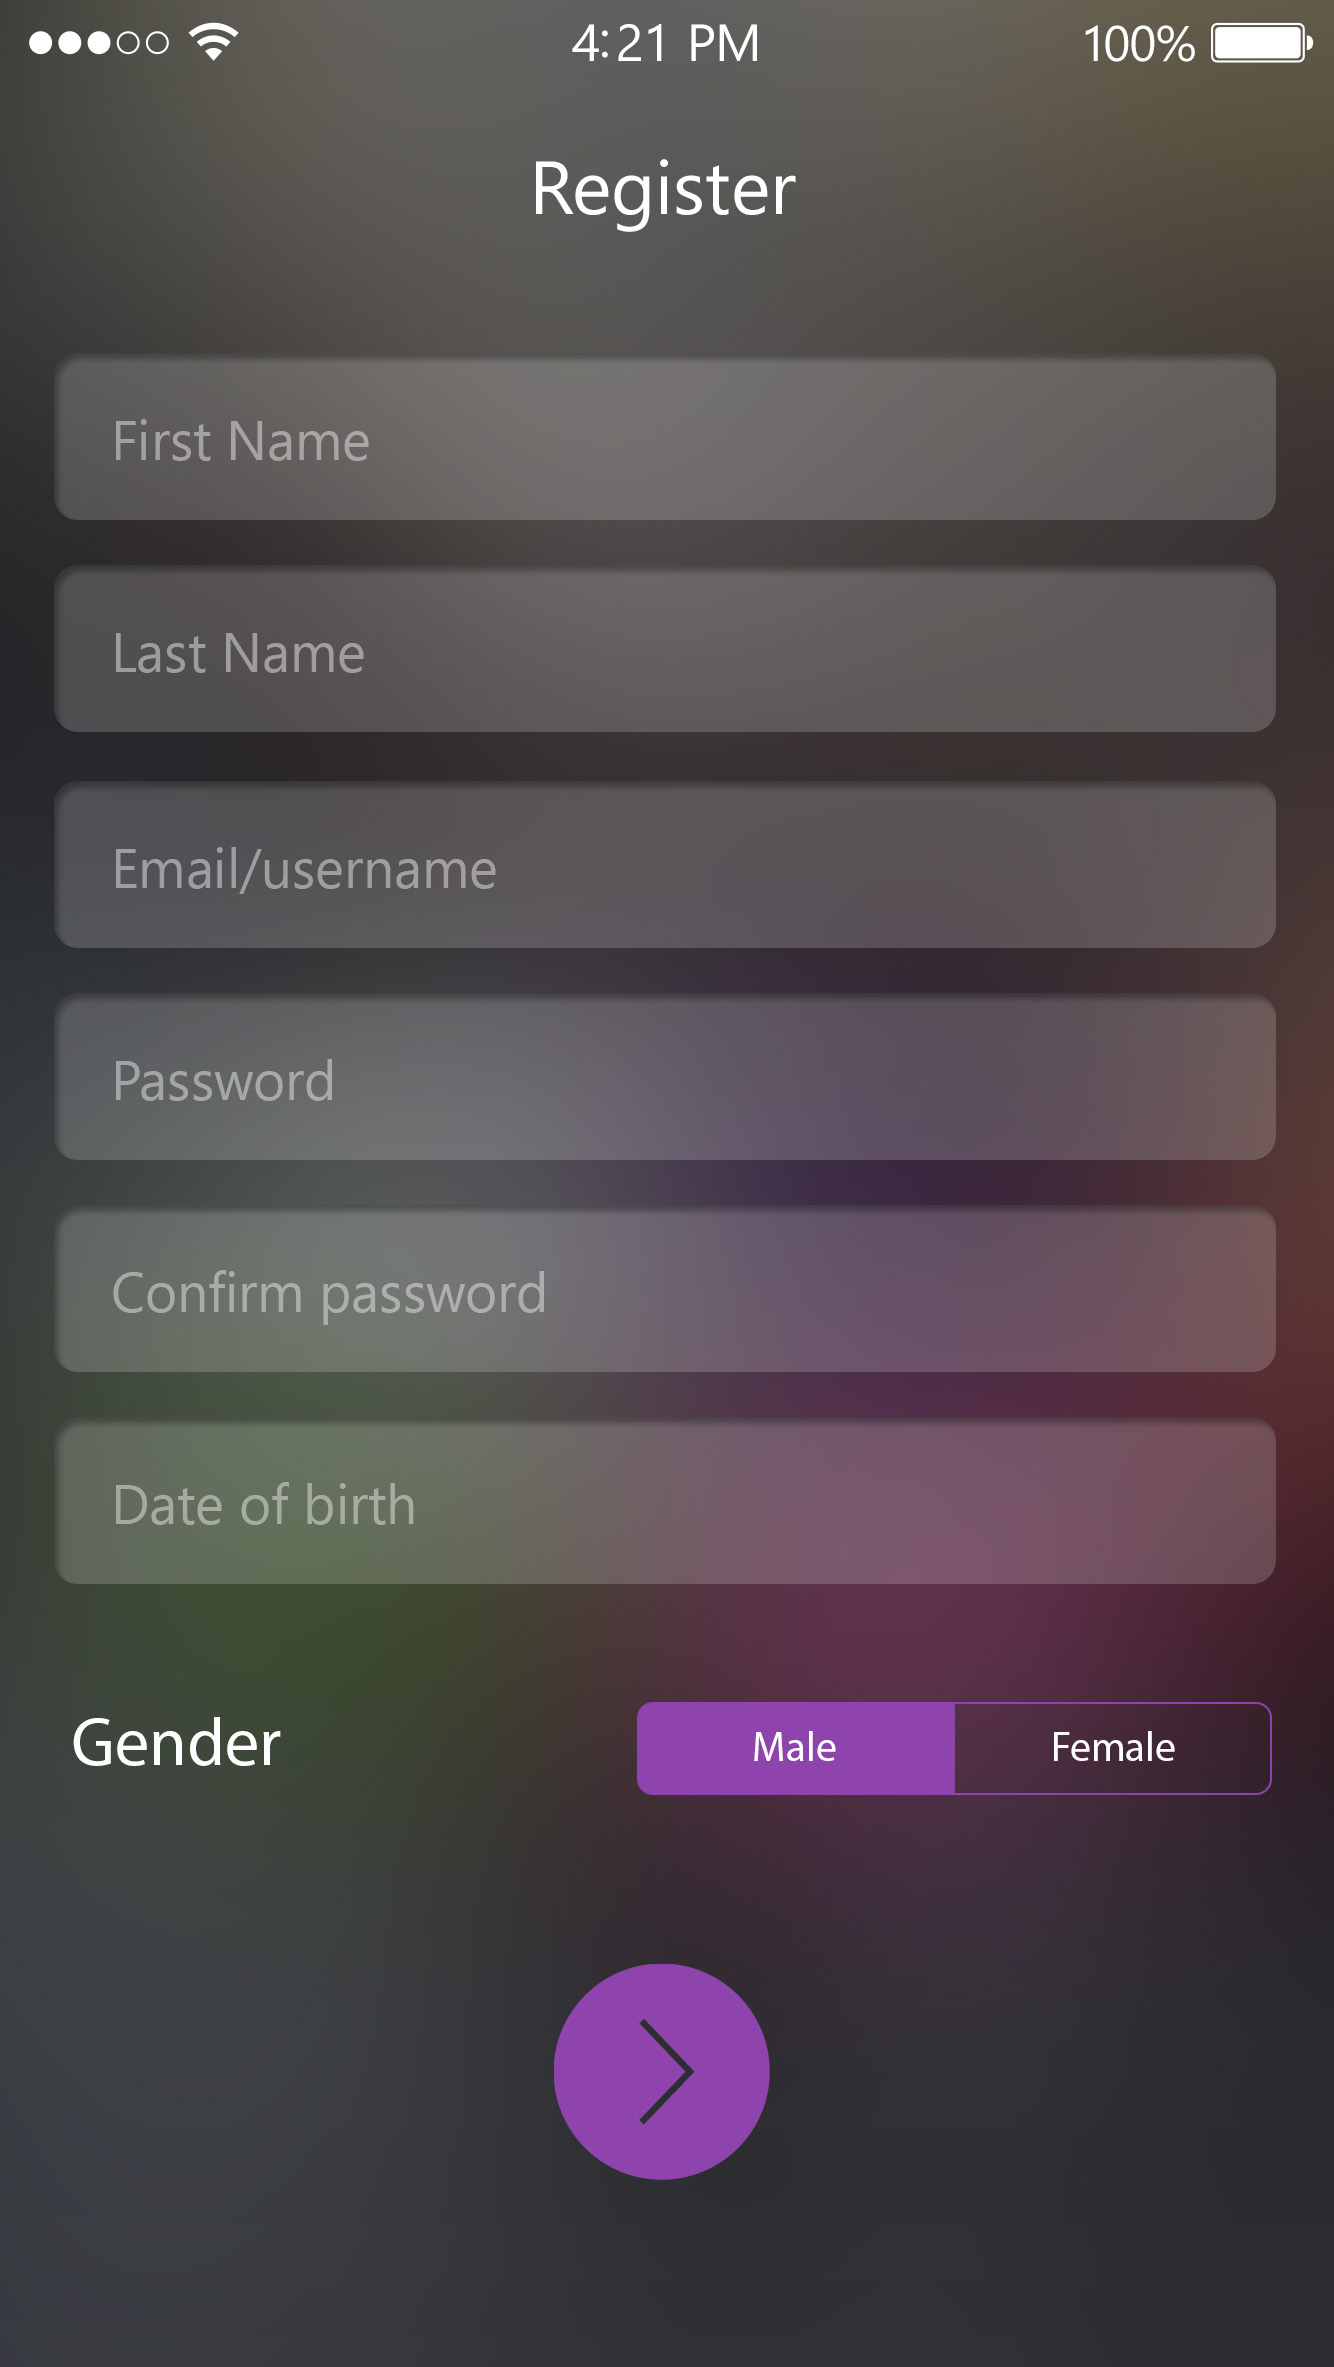 4:21 PM 100%
Register
First Name
Last Name
Email/username
Password
Confirm password
Date of birth
Gender Male Female